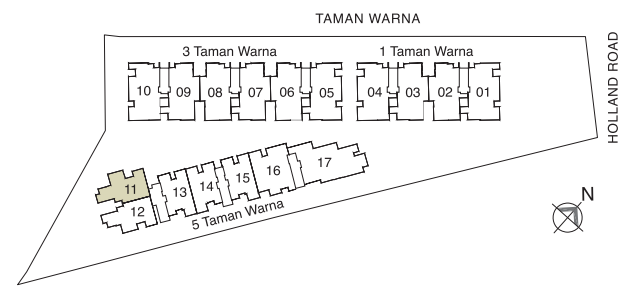 TAMAN WARNA
HOLLAND ROAD
3 Taman Warna 1 Taman Warna
10 09 08 07 06 05 04 03 02 01
11 12 13 14 15 16 17
5 Taman Warna
N